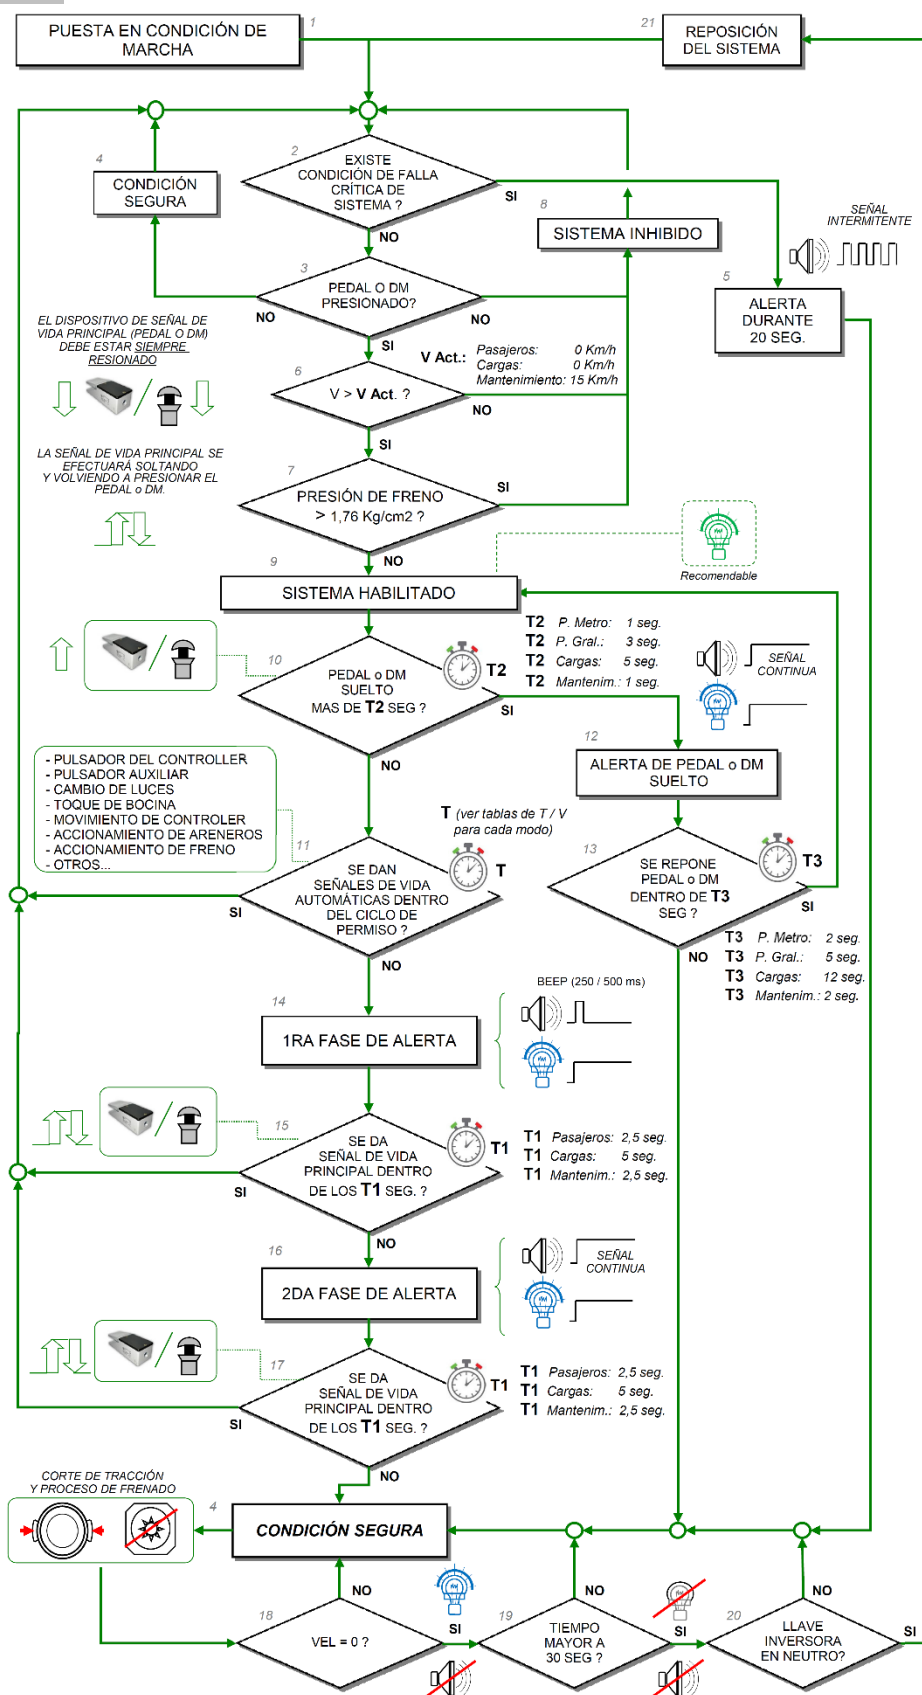 PUESTA EN CONDICIÓN DE
MARCHA
1
21
REPOSICIÓN
DEL SISTEMA
2
EXISTE
CONDICIÓN DE FALLA
CRÍTICA DE
SISTEMA ?
SI
NO
4
CONDICIÓN
SEGURA
8
SISTEMA INHIBIDO
SEÑAL
INTERMITENTE
5
ALERTA
DURANTE
20 SEG.
3
PEDAL O DM
PRESIONADO?
NO
NO
SI
EL DISPOSITIVO DE SEÑAL DE
VIDA PRINCIPAL (PEDAL O DM)
DEBE ESTAR SIEMPRE
RESIONADO
V Act.: Pasajeros: 0 Km/h
Cargas: 0 Km/h
Mantenimiento: 15 Km/h
6
V > V Act. ?
NO
SI
LA SEÑAL DE VIDA PRINCIPAL SE
EFECTUARÁ SOLTANDO
Y VOLVIENDO A PRESIONAR EL
PEDAL o DM.
7
PRESIÓN DE FRENO
> 1,76 Kg/cm2 ?
SI
NO
Recomendable
9
SISTEMA HABILITADO
T2 P. Metro: 1 seg.
T2 P. Gral.: 3 seg.
T2 Cargas: 5 seg.
T2 Mantenim.: 1 seg.
SEÑAL
CONTINUA
10
PEDAL o DM
SUELTO
MAS DE T2 SEG ?
T2
SI
NO
12
ALERTA DE PEDAL o DM
SUELTO
- PULSADOR DEL CONTROLLER
- PULSADOR AUXILIAR
- CAMBIO DE LUCES
- TOQUE DE BOCINA
- MOVIMIENTO DE CONTROLER
- ACCIONAMIENTO DE ARENEROS
- ACCIONAMIENTO DE FRENO
- OTROS...
T (ver tablas de T / V
para cada modo)
11
SE DAN
SEÑALES DE VIDA
AUTOMÁTICAS DENTRO
DEL CICLO DE
PERMISO ?
T
SI
NO
13
SE REPONE
PEDAL o DM
DENTRO DE T3
SEG ?
T3
SI
NO
T3 P. Metro: 2 seg.
T3 P. Gral.: 5 seg.
T3 Cargas: 12 seg.
T3 Mantenim.: 2 seg.
14
1RA FASE DE ALERTA
BEEP (250 / 500 ms)
15
SE DA
SEÑAL DE VIDA
PRINCIPAL DENTRO
DE LOS T1 SEG. ?
T1
T1 Pasajeros: 2,5 seg.
T1 Cargas: 5 seg.
T1 Mantenim.: 2,5 seg.
SI
NO
16
2DA FASE DE ALERTA
SEÑAL
CONTINUA
17
SE DA
SEÑAL DE VIDA
PRINCIPAL DENTRO
DE LOS T1 SEG. ?
T1
T1 Pasajeros: 2,5 seg.
T1 Cargas: 5 seg.
T1 Mantenim.: 2,5 seg.
SI
NO
CORTE DE TRACCIÓN
Y PROCESO DE FRENADO
4
CONDICIÓN SEGURA
NO
NO
NO
18
VEL = 0 ?
SI
19
TIEMPO
MAYOR A
30 SEG ?
SI
20
LLAVE
INVERSORA
EN NEUTRO?
SI